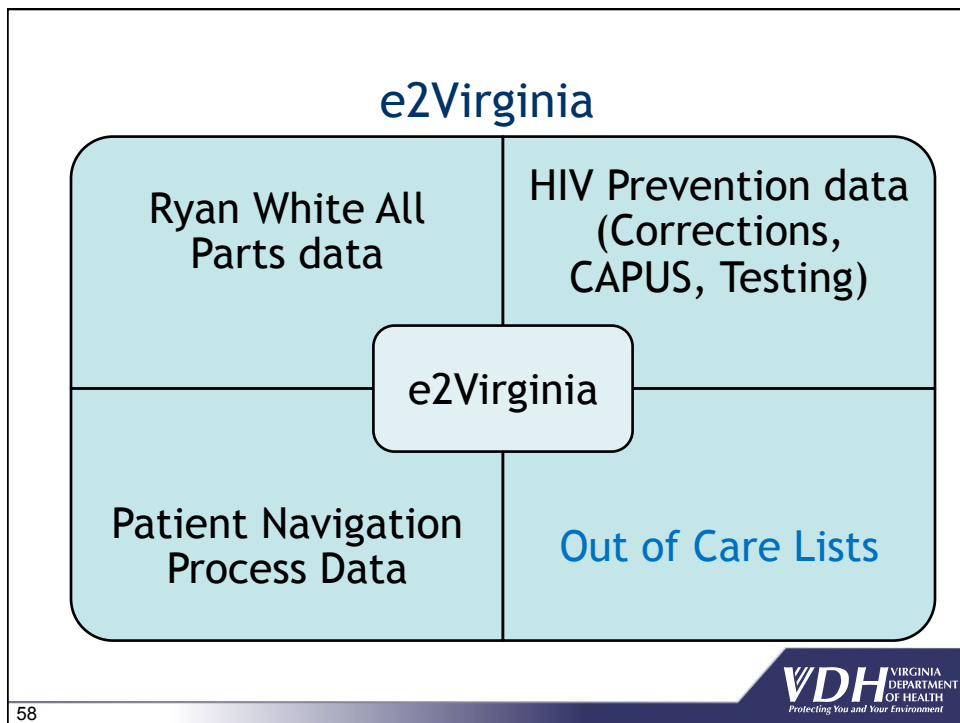 e2Virginia
Ryan White All
Parts data
HIV Prevention data
(Corrections,
CAPUS, Testing)
e2Virginia
Patient Navigation
Process Data
Out of Care Lists
VDH VIRGINIA
DEPARTMENT
OF HEALTH
Protecting You and Your Environment
58